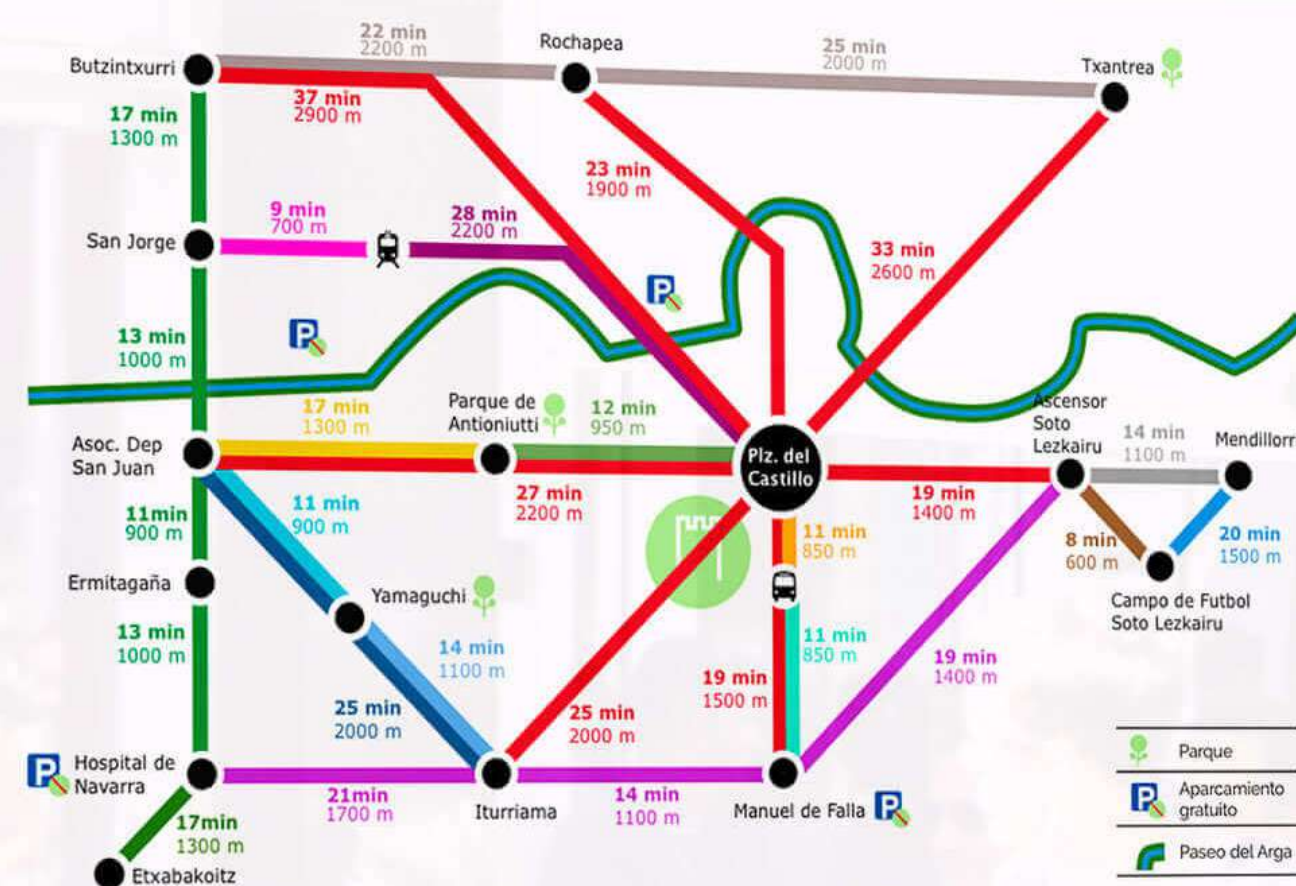 22 min
2200 m
Rochapea
25 min
2000 m
Txantrea
Butzintxurri
37 min
2900 m
17 min
1300 m
23 min
1900 m
9 min
700 m
28 min
2200 m
San Jorge
33 min
2600 m
P
P
13 min
1000 m
17 min
1300 m
Parque de
Antioniutti
12 min
950 m
Ascensor
Soto
Lezkairu
14 min
1100 m
Mendillorr
Asoc. Dep
San Juan
Plz. del
Castillo
27 min
2200 m
19 min
1400 m
11min
900 m
11 min
900 m
11 min
850 m
8 min
600 m
20 min
1500 m
Ermitagaña
Yamaguchi
Campo de Futbol
Soto Lezkairu
13 min
1000 m
14 min
1100 m
11 min
850 m
19 min
1400 m
19 min
1500 m
25 min
2000 m
25 min
2000 m
P
Hospital de
Navarra
21min
1700 m
Iturriama
14 min
1100 m
Manuel de Falla
P
17min
1300 m
Etxabakoitz
Parque
P
Aparcamiento
gratuito
Paseo del Arga